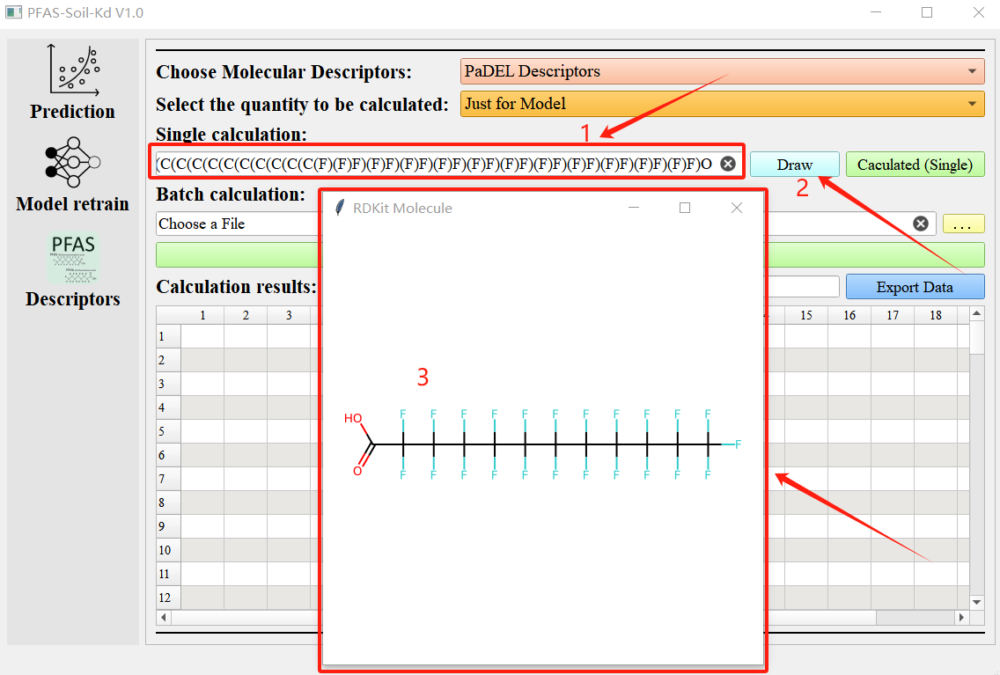 PFAS-Soil-Kd V1.0
Prediction
Model retrain
PFAS
Descriptors
Choose Molecular Descriptors:
PaDEL Descriptors
Select the quantity to be calculated:
Just for Model
Single calculation:
1
(C(C(C(C(C(C(C(C(C(C(C(F)(F)F)(F)F)(F)F)(F)F)(F)F)(F)F)(F)F)(F)F)(F)F)(F)F)(F)F)O
Draw
Caculated (Single)
2
Batch calculation:
Choose a File
...
Calculation results:
Export Data
1 2 3 15 16 17 18
1
2
3
4
5
6
7
8
9
10
11
12
RDKit Molecule
3
F F F F F F F F F F F
HO
F
O
F F F F F F F F F F F